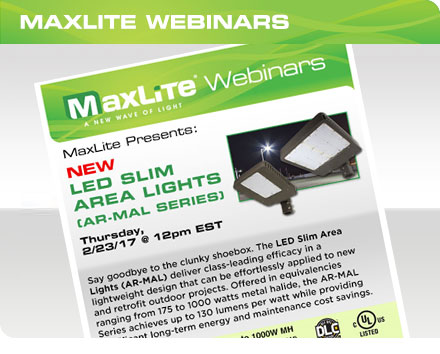 MAXLITE WEBINARS
MaxLite® Webinars
A NEW WAVE OF LIGHT
MaxLite Presents:
NEW
LED SLIM
AREA LIGHTS
(AR-MAL SERIES)
Thursday,
2/23/17 @ 12pm EST
Say goodbye to the clunky shoebox. The LED Slim Area
Lights (AR-MAL) deliver class-leading efficacy in a
lightweight design that can be effortlessly applied to new
and retrofit outdoor projects. Offered in equivalencies
ranging from 175 to 1000 watts metal halide, the AR-MAL
Series achieves up to 130 lumens per watt while providing
long-term energy and maintenance cost savings.
to 1000W MH
DLC
c UL US
LISTED